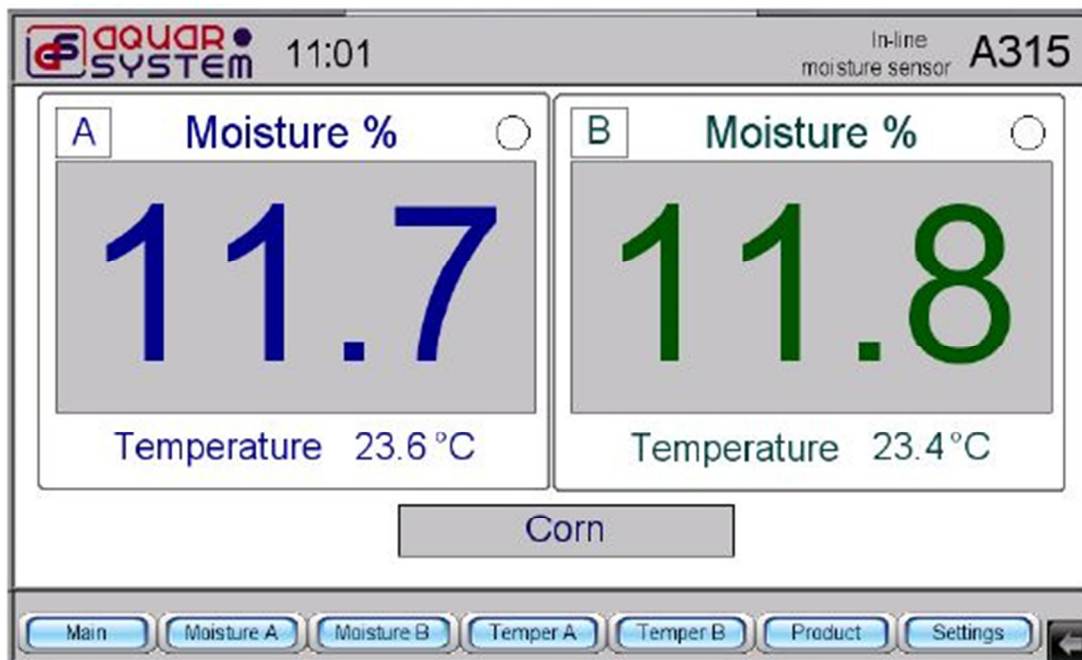 AQUAR SYSTEM
11:01
In-line moisture sensor
A315
A
Moisture %
11.7
Temperature 23.6 °C
B
Moisture %
11.8
Temperature 23.4 °C
Corn
Main
Moisture A
Moisture B
Temper A
Temper B
Product
Settings